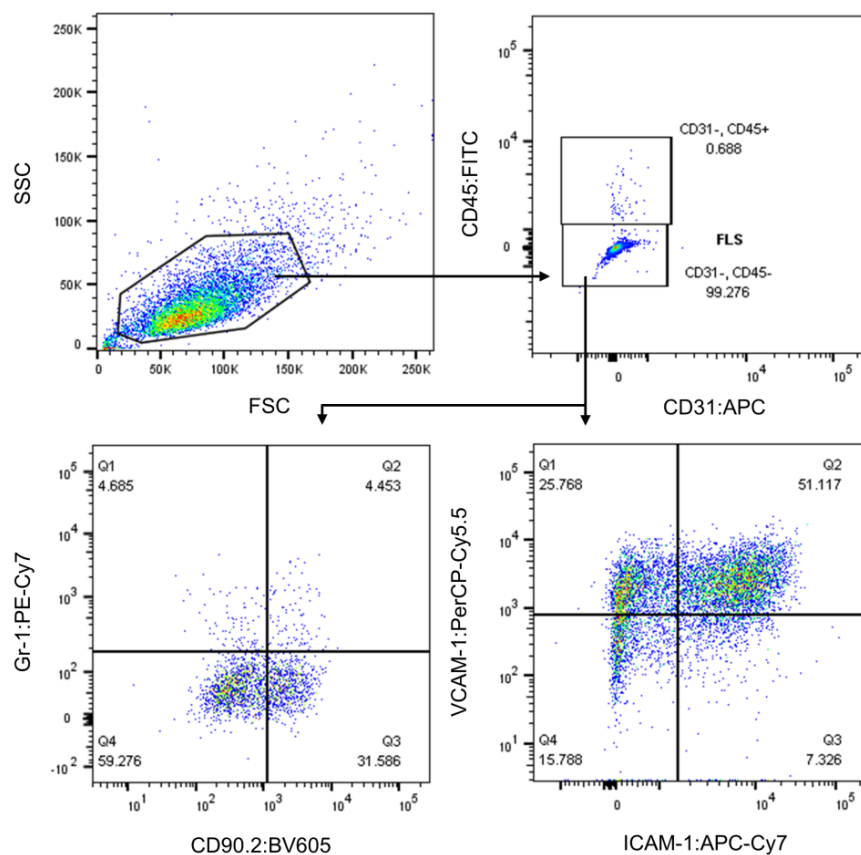 250K
200K
150K
100K
50K
0
SSC
0
50K
100K
150K
200K
250K
FSC
10^5
10^4
0
CD45:FITC
CD31-, CD45+
0.688
FLS
CD31-, CD45-
99.276
0
10^4
10^5
CD31:APC
Q1
4.685
Q2
4.453
Q4
59.276
Q3
31.586
10^5
10^4
10^3
10^2
0
-10^2
Gr-1:PE-Cy7
10^1
10^2
10^3
10^4
10^5
CD90.2:BV605
Q1
25.768
Q2
51.117
Q4
15.788
Q3
7.326
10^5
10^4
10^3
10^2
10^1
VCAM-1:PerCP-Cy5.5
0
10^4
10^5
ICAM-1:APC-Cy7